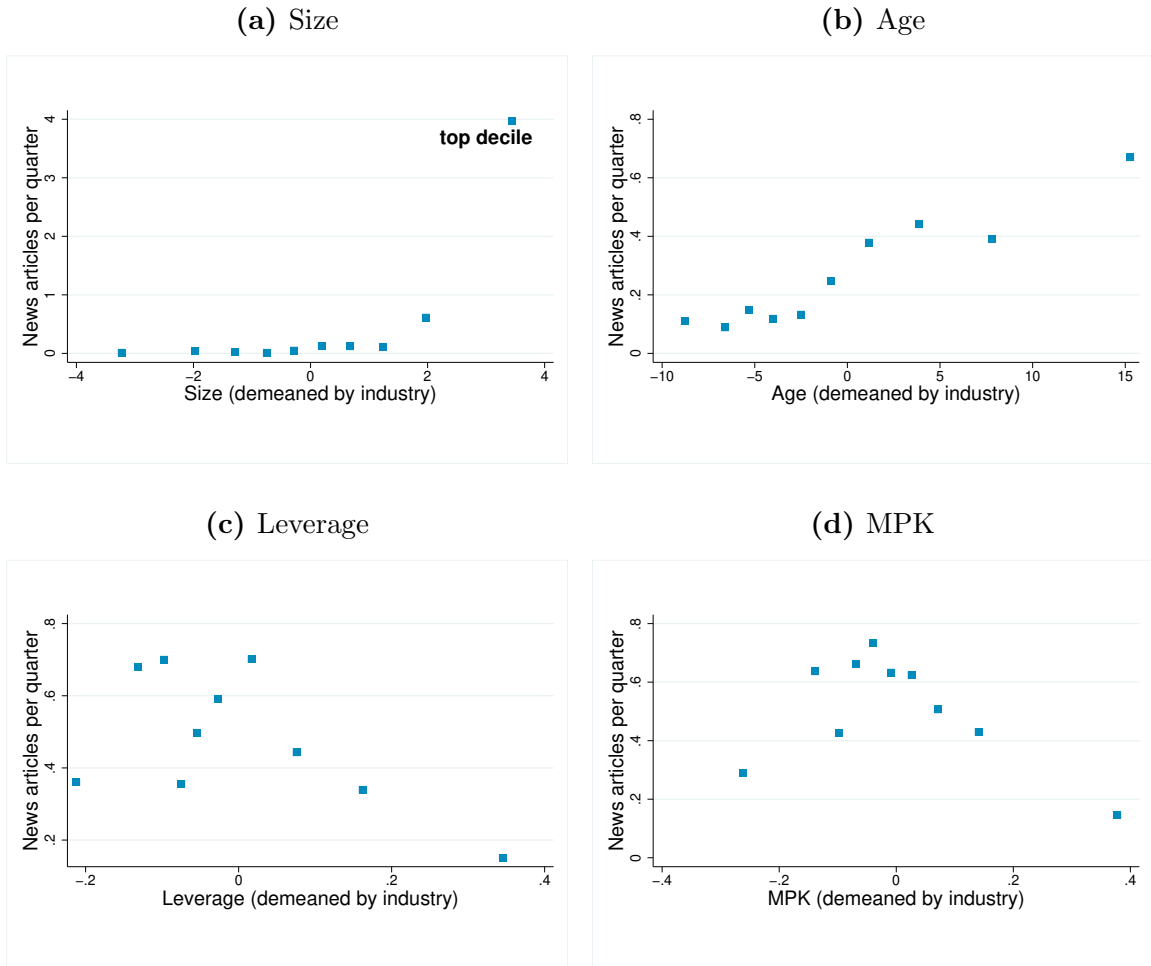 (a) Size
News articles per quarter
4
3
2
1
0
top decile
−4 −2 0 2 4
Size (demeaned by industry)
(b) Age
News articles per quarter
.8
.6
.4
.2
0
−10 −5 0 5 10 15
Age (demeaned by industry)
(c) Leverage
News articles per quarter
.8
.6
.4
.2
−.2 0 .2 .4
Leverage (demeaned by industry)
(d) MPK
News articles per quarter
.8
.6
.4
.2
0
−.4 −.2 0 .2 .4
MPK (demeaned by industry)